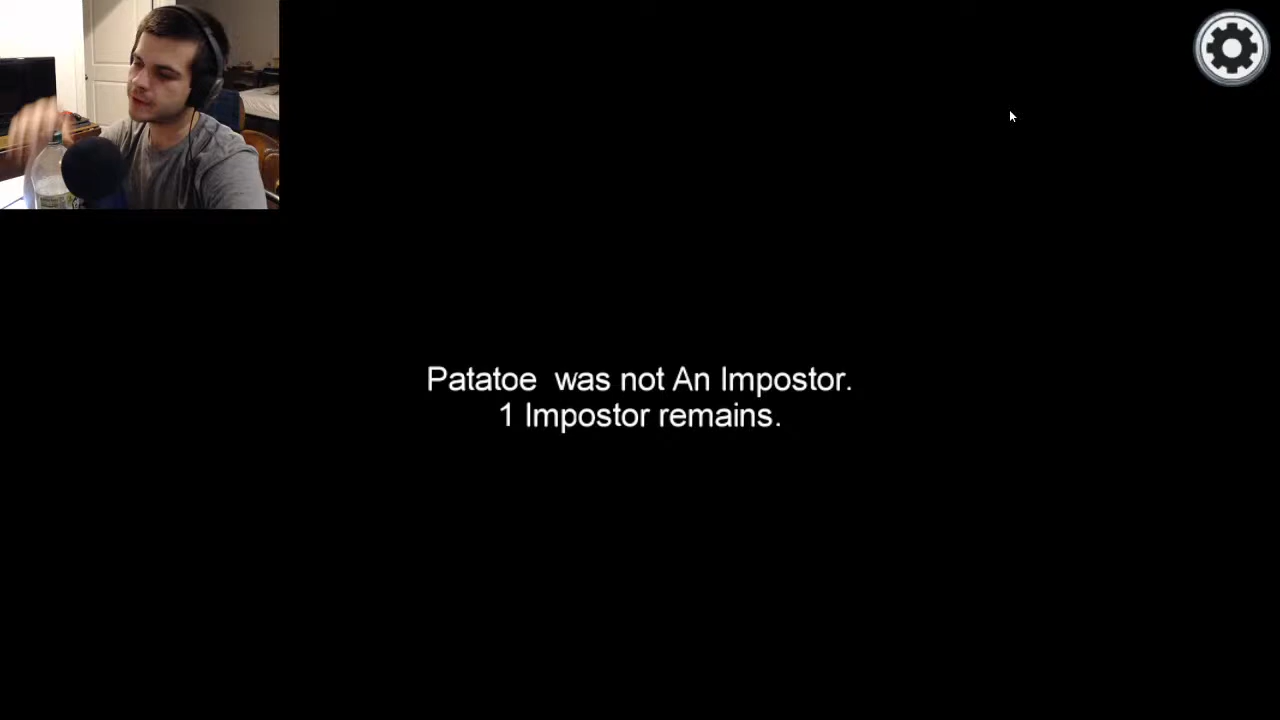 Patatoe  was not An Impostor.
1 Impostor remains.